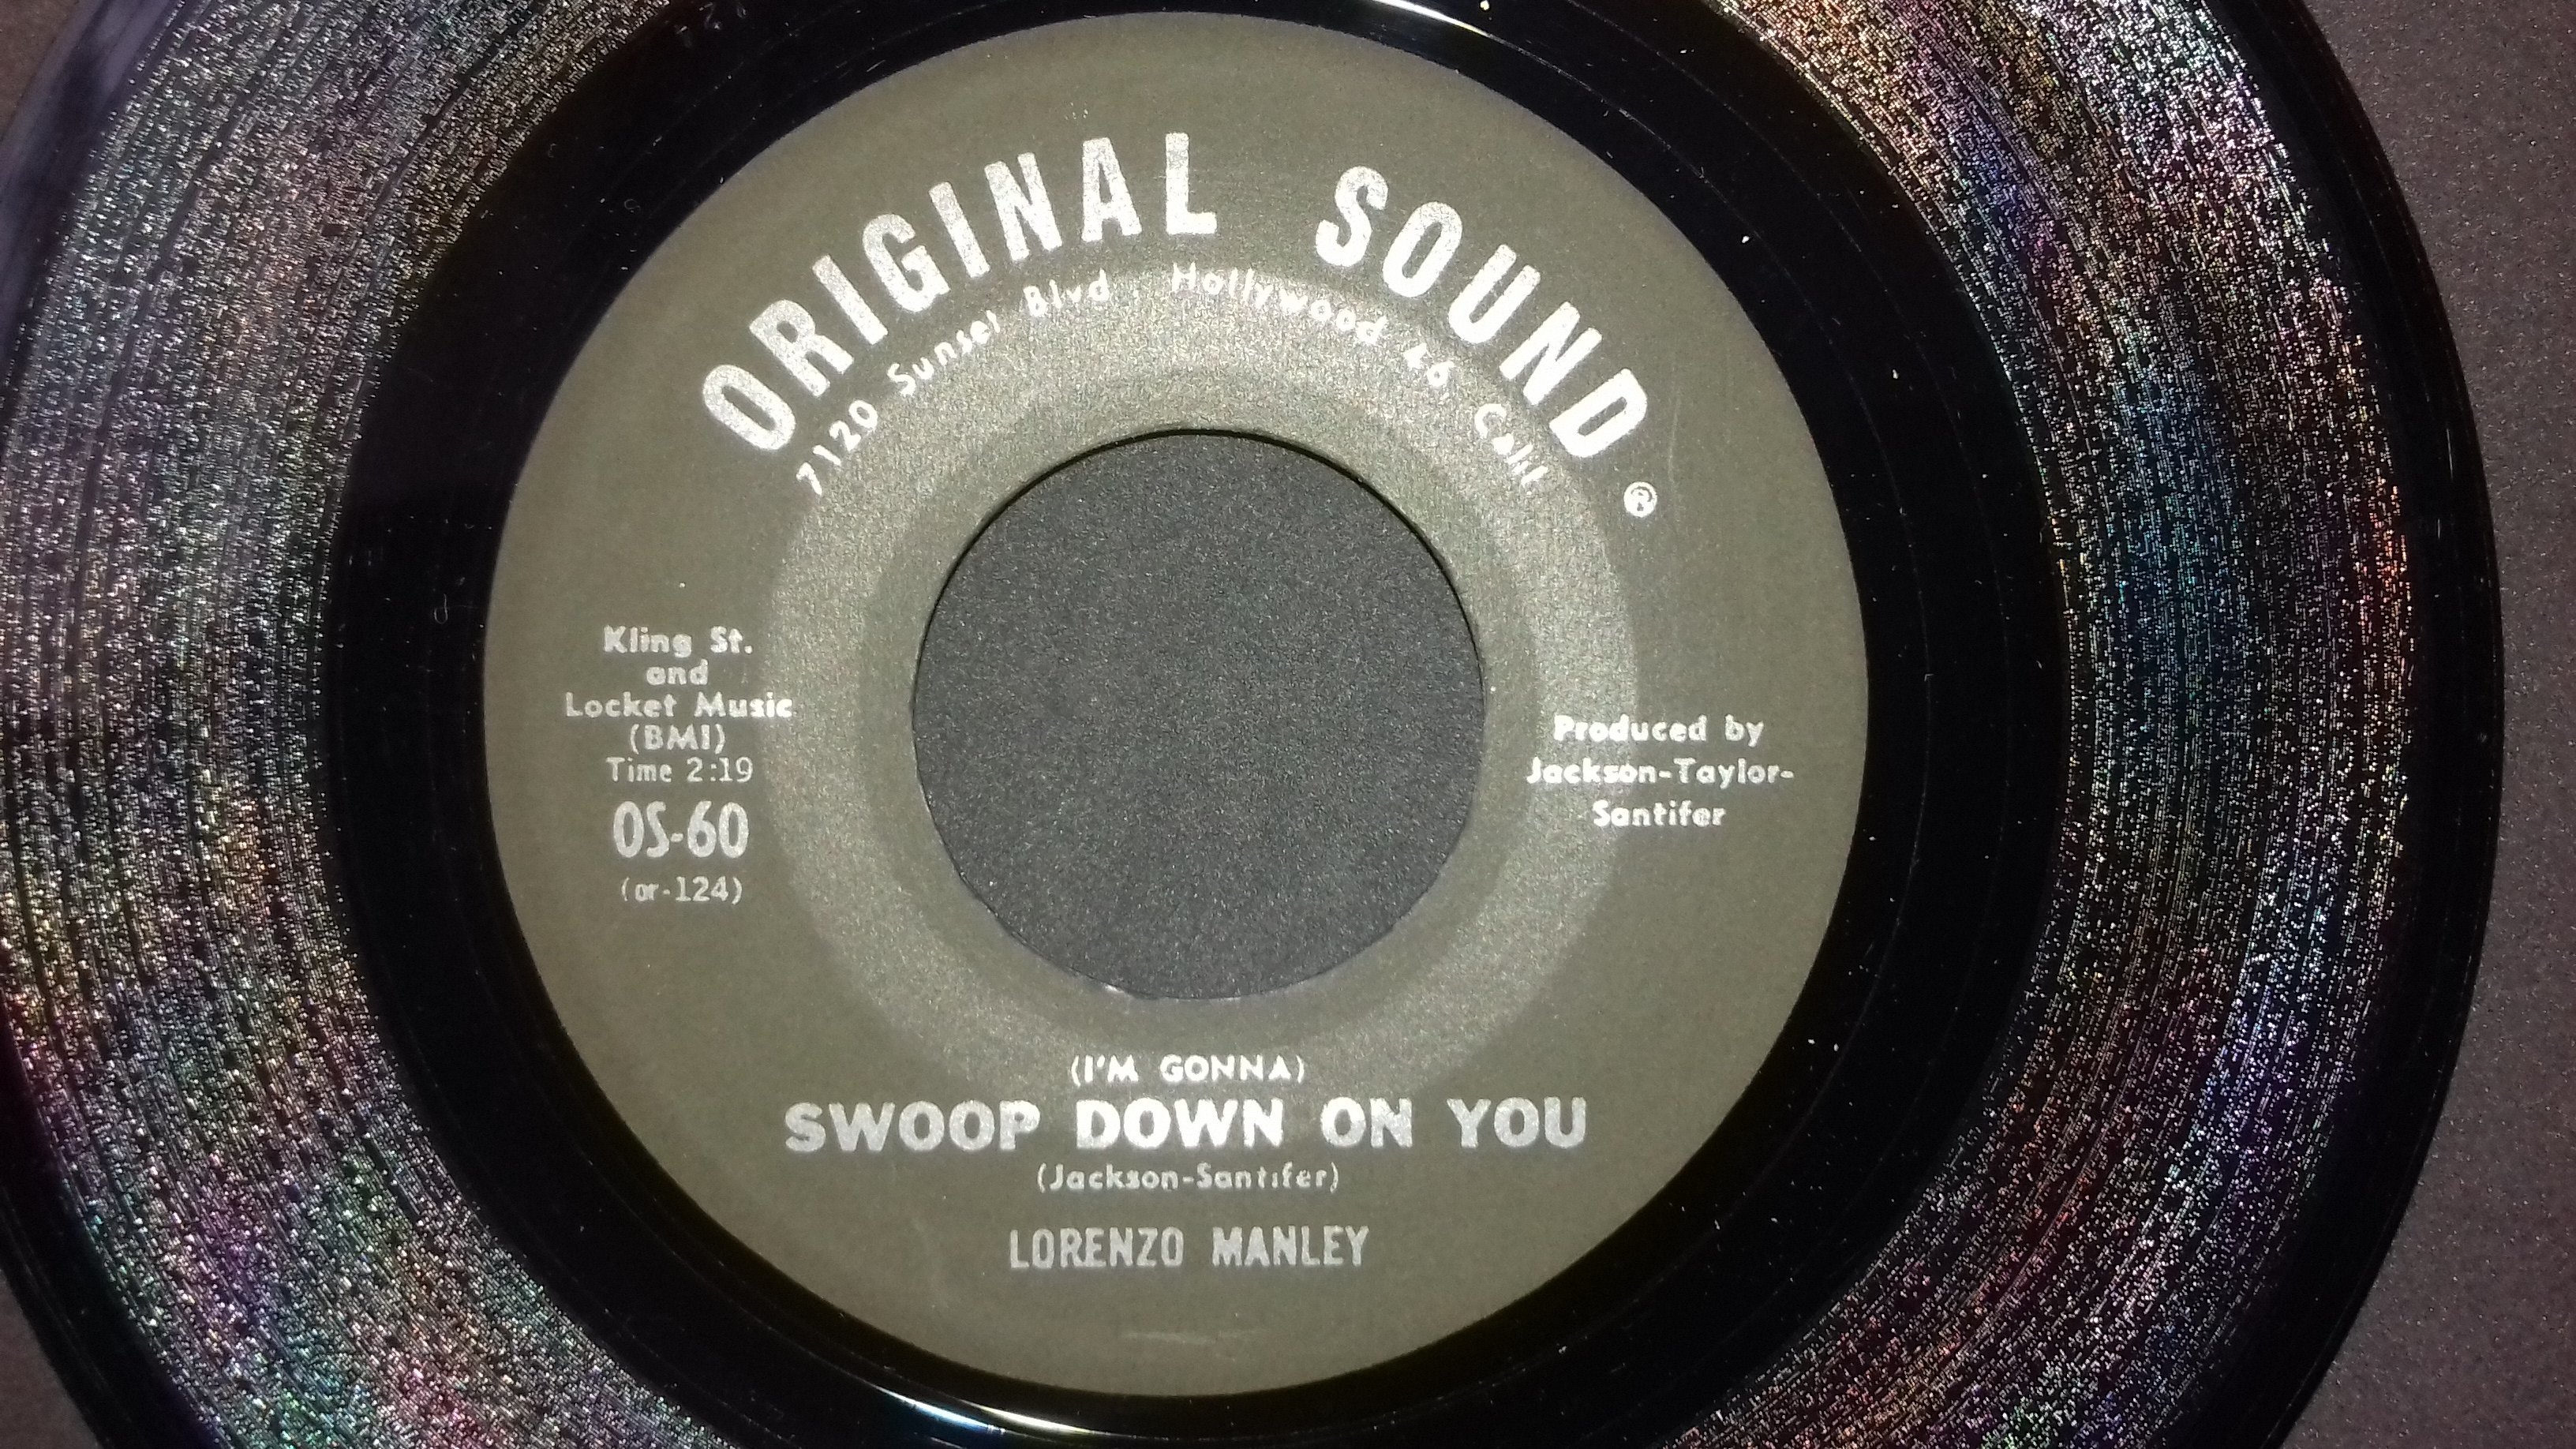 ORIGINAL SOUND ®
7120 Sunset Blvd., Hollywood 46, Calif.
Kling St.
and
Locket Music
(BMI)
Time 2:19
OS-60
(or-124)
Produced by
Jackson-Taylor-
Santifer
(I'M GONNA)
SWOOP DOWN ON YOU
(Jackson-Santifer)
LORENZO MANLEY